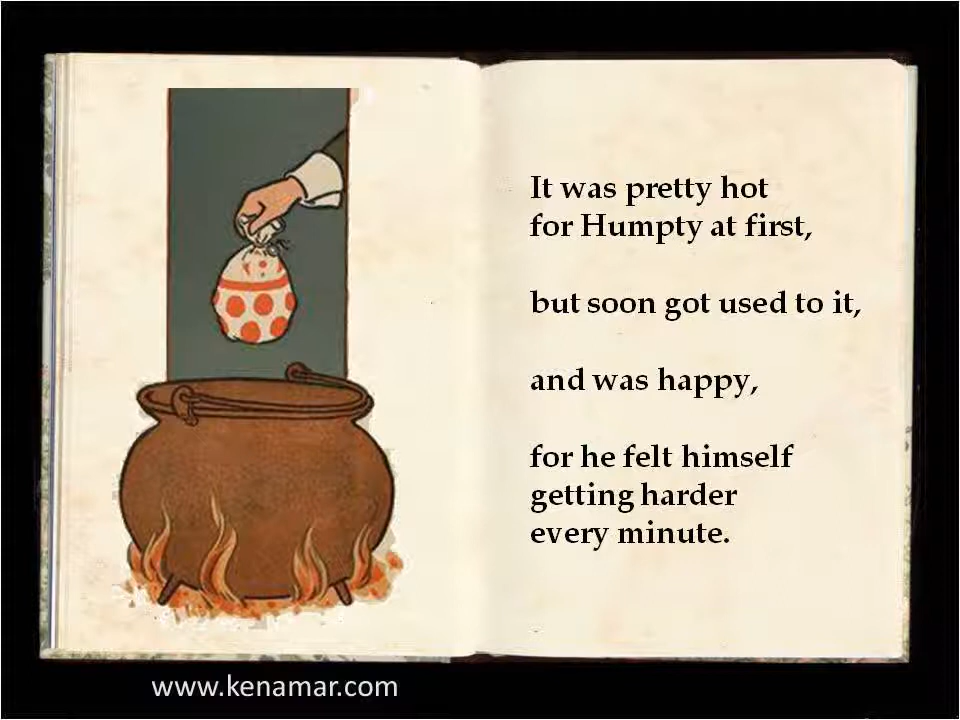 It was pretty hot
for Humpty at first,
but soon got used to it,
and was happy,
for he felt himself
getting harder
every minute.
www.kenamar.com